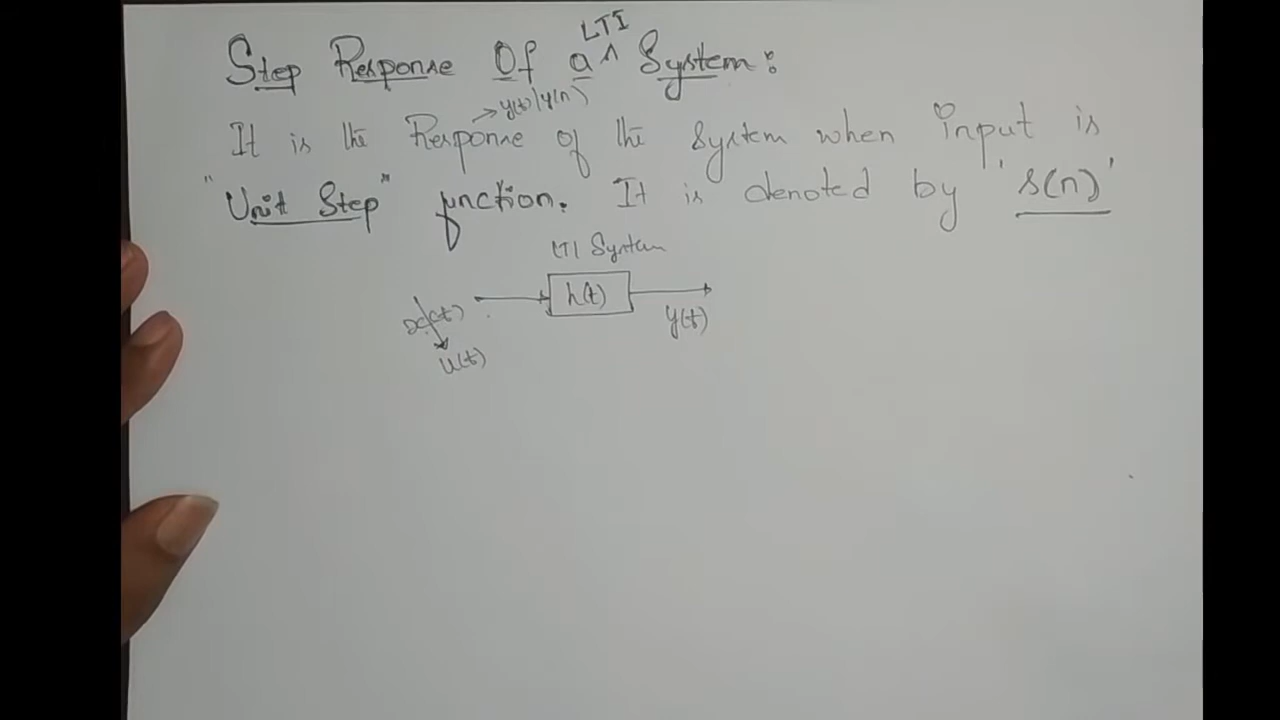 Step Response Of a ^ LTI System :
→ y(t)/y(n)
It is the Response of the System when input is
"Unit Step" function. It is denoted by 's(n)'
LTI System
x(t) h(t) y(t)
u(t)